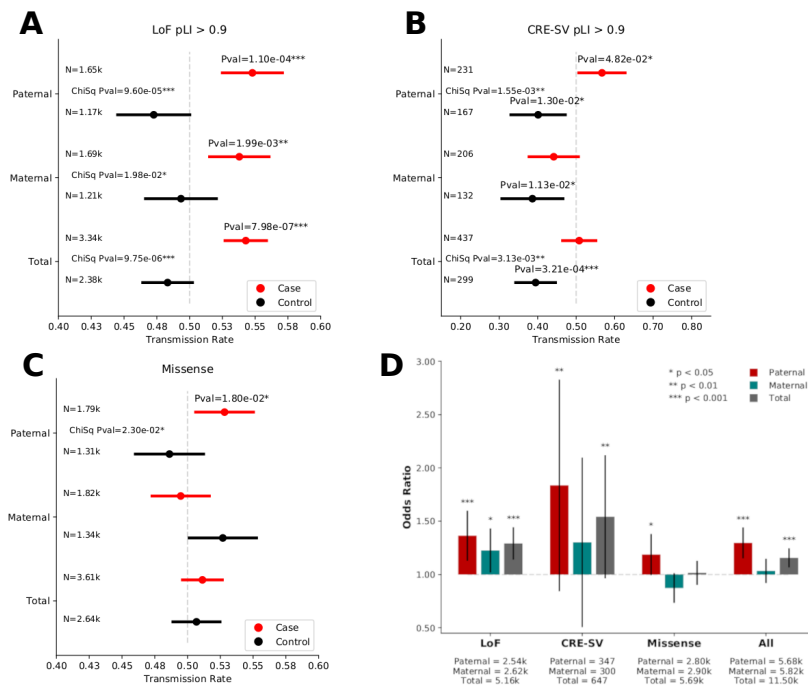 A
LoF pLI > 0.9
Pval=1.10e-04***
N=1.65k
ChiSq Pval=9.60e-05***
Paternal
N=1.17k
Pval=1.99e-03**
N=1.69k
ChiSq Pval=1.98e-02*
Maternal
N=1.21k
Pval=7.98e-07***
N=3.34k
ChiSq Pval=9.75e-06***
Total
N=2.38k
Case
Control
0.40 0.43 0.45 0.48 0.50 0.53 0.55 0.58 0.60
Transmission Rate
B
CRE-SV pLI > 0.9
Pval=4.82e-02*
N=231
ChiSq Pval=1.55e-03**
Paternal
Pval=1.30e-02*
N=167
N=206
Maternal
Pval=1.13e-02*
N=132
N=437
ChiSq Pval=3.13e-03**
Total
Pval=3.21e-04***
N=299
Case
Control
0.20 0.30 0.40 0.50 0.60 0.70 0.80
Transmission Rate
C
Missense
Pval=1.80e-02*
N=1.79k
ChiSq Pval=2.30e-02*
Paternal
N=1.31k
N=1.82k
Maternal
N=1.34k
N=3.61k
Total
N=2.64k
Case
Control
0.40 0.43 0.45 0.48 0.50 0.53 0.55 0.58 0.60
Transmission Rate
D
3.00
2.50
2.00
1.50
1.00
0.50
Odds Ratio
* p < 0.05
** p < 0.01
*** p < 0.001
Paternal
Maternal
Total
*** * ***
** **
*
*** ***
LoF CRE-SV Missense All
Paternal = 2.54k Paternal = 347 Paternal = 2.80k Paternal = 5.68k
Maternal = 2.62k Maternal = 300 Maternal = 2.90k Maternal = 5.82k
Total = 5.16k Total = 647 Total = 5.69k Total = 11.50k